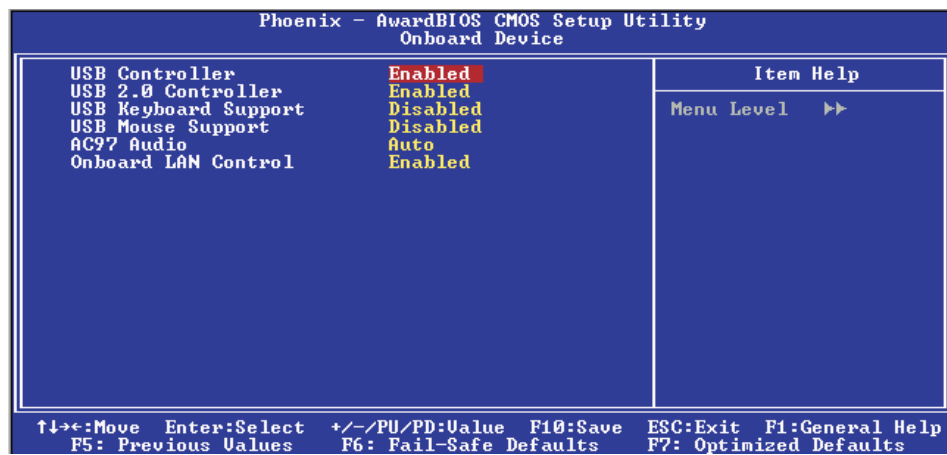 Phoenix - AwardBIOS CMOS Setup Utility
Onboard Device
USB Controller Enabled
USB 2.0 Controller Enabled
USB Keyboard Support Disabled
USB Mouse Support Disabled
AC97 Audio Auto
Onboard LAN Control Enabled
Item Help
Menu Level ▸▸
↑↓→←:Move Enter:Select +/-/PU/PD:Value F10:Save ESC:Exit F1:General Help
F5: Previous Values F6: Fail-Safe Defaults F7: Optimized Defaults